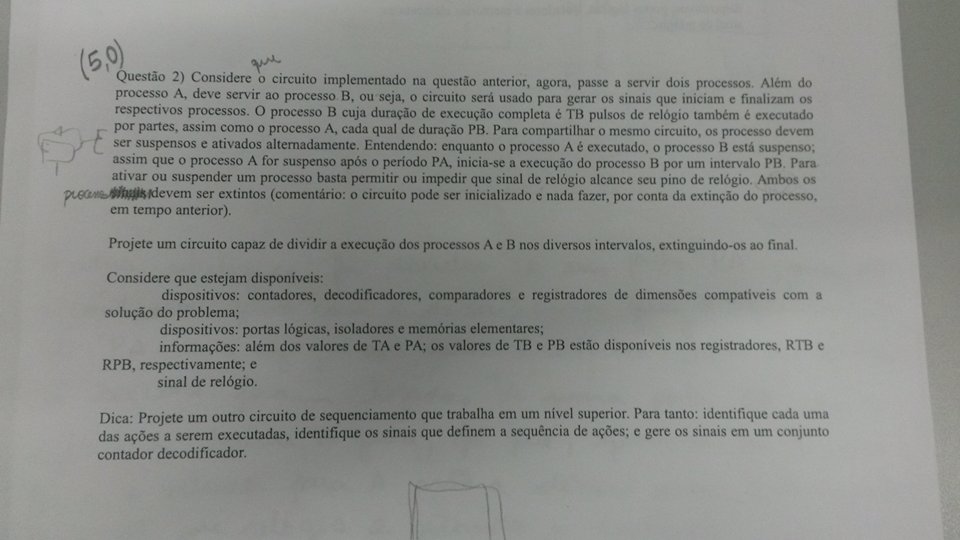 (5,0)
que
Questão 2) Considere o circuito implementado na questão anterior, agora, passe a servir dois processos. Além do
processo A, deve servir ao processo B, ou seja, o circuito será usado para gerar os sinais que iniciam e finalizam os
respectivos processos. O processo B cuja duração de execução completa é TB pulsos de relógio também é executado
por partes, assim como o processo A, cada qual de duração PB. Para compartilhar o mesmo circuito, os processo devem
ser suspensos e ativados alternadamente. Entendendo: enquanto o processo A é executado, o processo B está suspenso;
assim que o processo A for suspenso após o período PA, inicia-se a execução do processo B por um intervalo PB. Para
ativar ou suspender um processo basta permitir ou impedir que sinal de relógio alcance seu pino de relógio. Ambos os
devem ser extintos (comentário: o circuito pode ser inicializado e nada fazer, por conta da extinção do processo,
em tempo anterior).
Projete um circuito capaz de dividir a execução dos processos A e B nos diversos intervalos, extinguindo-os ao final.
Considere que estejam disponíveis:
dispositivos: contadores, decodificadores, comparadores e registradores de dimensões compatíveis com a
solução do problema;
dispositivos: portas lógicas, isoladores e memórias elementares;
informações: além dos valores de TA e PA; os valores de TB e PB estão disponíveis nos registradores, RTB e
RPB, respectivamente; e
sinal de relógio.
Dica: Projete um outro circuito de sequenciamento que trabalha em um nível superior. Para tanto: identifique cada uma
das ações a serem executadas, identifique os sinais que definem a sequência de ações; e gere os sinais em um conjunto
contador decodificador.